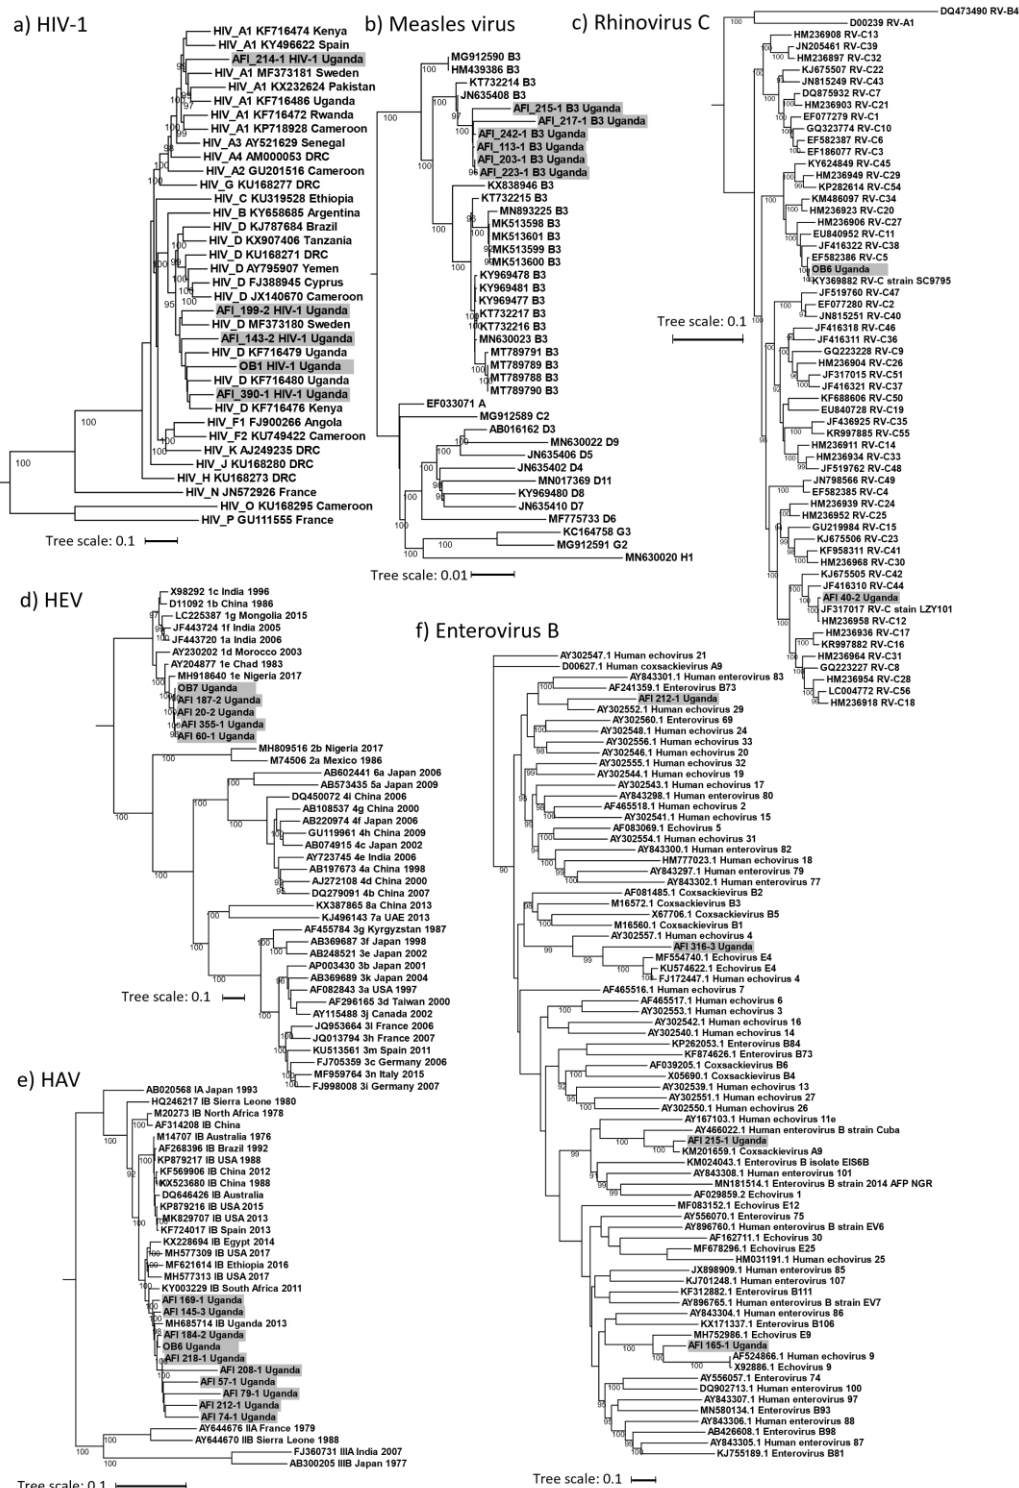 a) HIV-1
HIV_A1 KF716474 Kenya
HIV_A1 KY496622 Spain
AFI_214-1 HIV-1 Uganda
HIV_A1 MF373181 Sweden
HIV_A1 KX232624 Pakistan
HIV_A1 KF716486 Uganda
HIV_A1 KF716472 Rwanda
HIV_A1 KP718928 Cameroon
HIV_A3 AY521629 Senegal
HIV_A4 AM000053 DRC
HIV_A2 GU201516 Cameroon
HIV_G KU168277 DRC
HIV_C KU319528 Ethiopia
HIV_B KY658685 Argentina
HIV_D KJ787684 Brazil
HIV_D KX907406 Tanzania
HIV_D KU168271 DRC
HIV_D AY795907 Yemen
HIV_D FJ388945 Cyprus
HIV_D JX140670 Cameroon
AFI_199-2 HIV-1 Uganda
HIV_D MF373180 Sweden
AFI_143-2 HIV-1 Uganda
HIV_D KF716479 Uganda
OB1 HIV-1 Uganda
HIV_D KF716480 Uganda
AFI_390-1 HIV-1 Uganda
HIV_D KF716476 Kenya
HIV_F1 FJ900266 Angola
HIV_F2 KU749422 Cameroon
HIV_K AJ249235 DRC
HIV_J KU168280 DRC
HIV_H KU168273 DRC
HIV_N JN572926 France
HIV_O KU168295 Cameroon
HIV_P GU111555 France
Tree scale: 0.1
b) Measles virus
MG912590 B3
HM439386 B3
KT732214 B3
JN635408 B3
AFI_215-1 B3 Uganda
AFI_217-1 B3 Uganda
AFI_242-1 B3 Uganda
AFI_113-1 B3 Uganda
AFI_203-1 B3 Uganda
AFI_223-1 B3 Uganda
KX838946 B3
KT732215 B3
MN893225 B3
MK513598 B3
MK513601 B3
MK513599 B3
MK513600 B3
KY969478 B3
KY969481 B3
KY969477 B3
KT732217 B3
KT732216 B3
MN630023 B3
MT789791 B3
MT789789 B3
MT789788 B3
MT789790 B3
EF033071 A
MG912589 C2
AB016162 D3
MN630022 D9
JN635406 D5
JN635402 D4
MN017369 D11
KY969480 D8
JN635410 D7
MF775733 D6
KC164758 G3
MG912591 G2
MN630020 H1
Tree scale: 0.01
c) Rhinovirus C
DQ473490 RV-B4
D00239 RV-A1
HM236908 RV-C13
JN205461 RV-C39
HM236897 RV-C32
KJ675507 RV-C22
JN815249 RV-C43
DQ875932 RV-C7
HM236903 RV-C21
EF077279 RV-C1
GQ323774 RV-C10
EF582387 RV-C6
EF186077 RV-C3
KY624849 RV-C45
HM236949 RV-C29
KP282614 RV-C54
KM486097 RV-C34
HM236923 RV-C20
HM236906 RV-C27
EU840952 RV-C11
JF416322 RV-C38
EF582386 RV-C5
OB6 Uganda
KY369882 RV-C strain SC9795
JF519760 RV-C47
EF077280 RV-C2
JN815251 RV-C40
JF416318 RV-C46
JF416311 RV-C36
GQ223228 RV-C9
HM236904 RV-C26
JF317015 RV-C51
JF416321 RV-C37
KF688606 RV-C50
EU840728 RV-C19
JF436925 RV-C35
KR997885 RV-C55
HM236911 RV-C14
HM236934 RV-C33
JF519762 RV-C48
JN798566 RV-C49
EF582385 RV-C4
HM236939 RV-C24
HM236952 RV-C25
GU219984 RV-C15
KJ675506 RV-C23
KF958311 RV-C41
HM236968 RV-C30
KJ675505 RV-C42
JF416310 RV-C44
AFI 40-2 Uganda
JF317017 RV-C stain LZY101
HM236958 RV-C12
HM236936 RV-C17
KR997882 RV-C16
HM236964 RV-C31
GQ223227 RV-C8
HM236954 RV-C28
LC004772 RV-C56
HM236918 RV-C18
Tree scale: 0.1
d) HEV
X98292 1c India 1996
D11092 1b China 1986
LC225387 1g Mongolia 2015
JF443724 1f India 2005
JF443720 1a India 2006
AY230202 1d Morocco 2003
AY204877 1e Chad 1983
MH918640 1e Nigeria 2017
OB7 Uganda
AFI 187-2 Uganda
AFI 20-2 Uganda
AFI 355-1 Uganda
AFI 60-1 Uganda
MH809516 2b Nigeria 2017
M74506 2a Mexico 1986
AB602441 6a Japan 2006
AB573435 5a Japan 2009
DQ450072 4i China 2006
AB108537 4g China 2000
AB220974 4f Japan 2006
GU119961 4h China 2009
AB074915 4c Japan 2002
AY723745 4e India 2006
AB197673 4a China 1998
AJ272108 4d China 2000
DQ279091 4b China 2007
KX387865 8a China 2013
KJ496143 7a UAE 2013
AF455784 3g Kyrgyzstan 1987
AB369687 3f Japan 1998
AB248521 3e Japan 2002
AP003430 3b Japan 2001
AB369689 3k Japan 2004
AF082843 3a USA 1997
AF296165 3d Taiwan 2000
AY115488 3j Canada 2002
JQ953664 3l France 2006
JQ013794 3h France 2007
KU513561 3m Spain 2011
FJ705359 3c Germany 2006
MF959764 3n Italy 2015
FJ998008 3i Germany 2007
Tree scale: 0.1
e) HAV
AB020568 IA Japan 1993
HQ246217 IB Sierra Leone 1980
M20273 IB North Africa 1978
AF314208 IB China
M14707 IB Australia 1976
AF268396 IB Brazil 1992
KP879217 IB USA 1988
KF569906 IB China 2012
KX523680 IB China 1988
DQ646426 IB Australia
KP879216 IB USA 2015
MK829707 IB USA 2013
KF724017 IB Spain 2013
KX228694 IB Egypt 2014
MH577309 IB USA 2017
MF621614 IB Ethiopia 2016
MH577313 IB USA 2017
KY003229 IB South Africa 2011
AFI 169-1 Uganda
AFI 145-3 Uganda
MH685714 IB Uganda 2013
AFI 184-2 Uganda
OB6 Uganda
AFI 218-1 Uganda
AFI 208-1 Uganda
AFI 57-1 Uganda
AFI 79-1 Uganda
AFI 212-1 Uganda
AFI 74-1 Uganda
AY644676 IIA France 1979
AY644670 IIB Sierra Leone 1988
FJ360731 IIIA India 2007
AB300205 IIIB Japan 1977
Tree scale: 0.1
f) Enterovirus B
AY302547.1 Human echovirus 21
D00627.1 Human coxsackievirus A9
AY843301.1 Human enterovirus 83
AF241359.1 Enterovirus B73
AFI 212-1 Uganda
AY302552.1 Human echovirus 29
AY302560.1 Enterovirus 69
AY302548.1 Human echovirus 24
AY302556.1 Human echovirus 33
AY302546.1 Human echovirus 20
AY302555.1 Human echovirus 32
AY302544.1 Human echovirus 19
AY302543.1 Human echovirus 17
AY843298.1 Human enterovirus 80
AF465518.1 Human echovirus 2
AY302541.1 Human echovirus 15
AF083069.1 Echovirus 5
AY302554.1 Human echovirus 31
AY843300.1 Human enterovirus 82
HM777023.1 Human echovirus 18
AY843297.1 Human enterovirus 79
AY843302.1 Human enterovirus 77
AF081485.1 Coxsackievirus B2
M16572.1 Coxsackievirus B3
X67706.1 Coxsackievirus B5
M16560.1 Coxsackievirus B1
AY302557.1 Human echovirus 4
AFI 316-3 Uganda
MF554740.1 Echovirus E4
KU574622.1 Echovirus E4
FJ172447.1 Human echovirus 4
AF465516.1 Human echovirus 7
AF465517.1 Human echovirus 6
AY302553.1 Human echovirus 3
AY302542.1 Human echovirus 16
AY302540.1 Human echovirus 14
KP262053.1 Enterovirus B84
KF874626.1 Enterovirus B73
AF039205.1 Coxsackievirus B6
X05690.1 Coxsackievirus B4
AY302539.1 Human echovirus 13
AY302551.1 Human echovirus 27
AY302550.1 Human echovirus 26
AY167103.1 Human echovirus 11e
AY466022.1 Human enterovirus B strain Cuba
AFI 215-1 Uganda
KM201659.1 Coxsackievirus A9
KM024043.1 Enterovirus B isolate EIS6B
AY843308.1 Human enterovirus 101
MN181514.1 Enterovirus B strain 2014 AFP NGR
AF029859.2 Echovirus 1
MF083152.1 Echovirus E12
AY556070.1 Enterovirus 75
AY896760.1 Human enterovirus B strain EV6
AF162711.1 Echovirus 30
MF678296.1 Echovirus E25
HM031191.1 Human echovirus 25
JX898909.1 Human enterovirus 85
KJ701248.1 Human enterovirus 107
KF312882.1 Enterovirus B111
AY896765.1 Human enterovirus B strain EV7
AY843304.1 Human enterovirus 86
KX171337.1 Enterovirus B106
MH752986.1 Echovirus E9
AFI 165-1 Uganda
AF524866.1 Human echovirus 9
X92886.1 Echovirus 9
AY556057.1 Enterovirus 74
DQ902713.1 Human enterovirus 100
AY843307.1 Human enterovirus 97
MN580134.1 Enterovirus B93
AY843306.1 Human enterovirus 88
AB426608.1 Enterovirus B98
AY843305.1 Human enterovirus 87
KJ755189.1 Enterovirus B81
Tree scale: 0.1